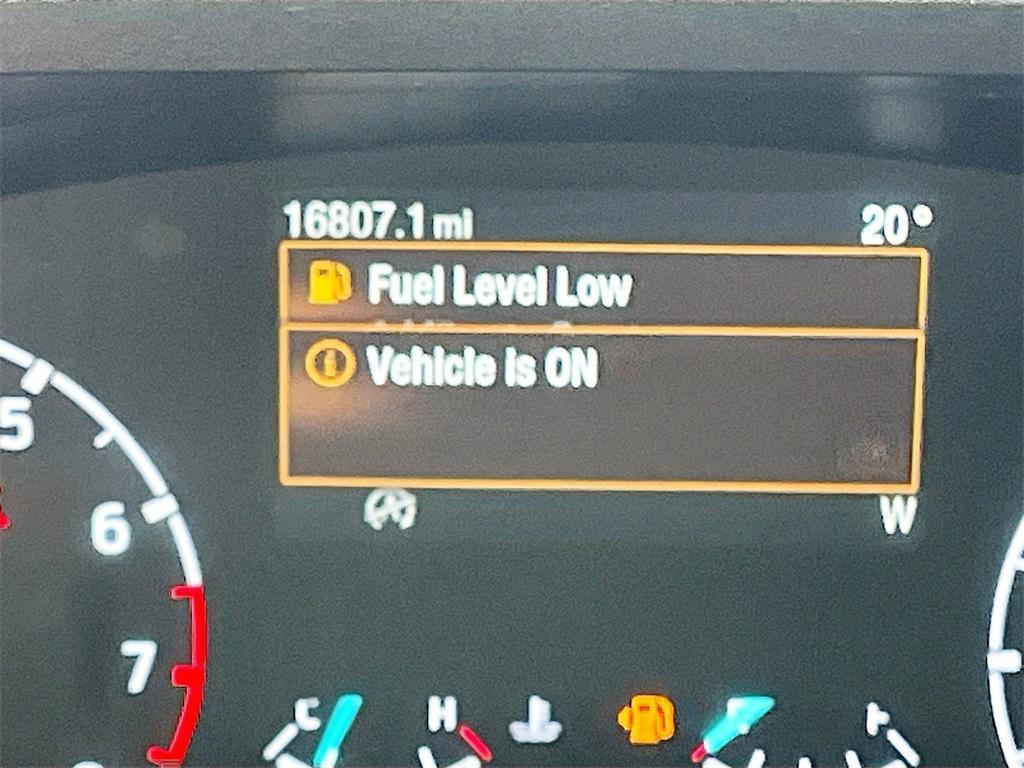 16807.1 mi 20°
Fuel Level Low
Vehicle is ON
W
5
6
7
C H